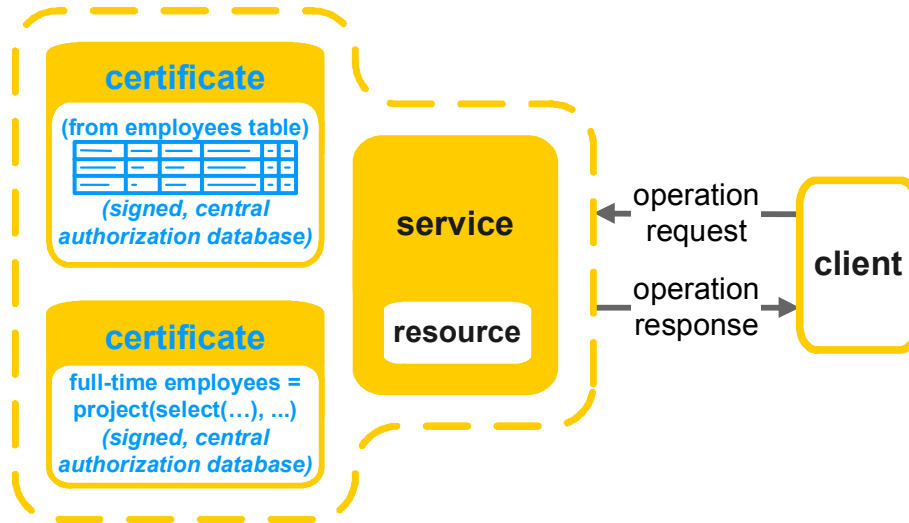 certificate
(from employees table)
(signed, central
authorization database)
certificate
full-time employees =
project(select(…), ...)
(signed, central
authorization database)
service
resource
operation
request
operation
response
client